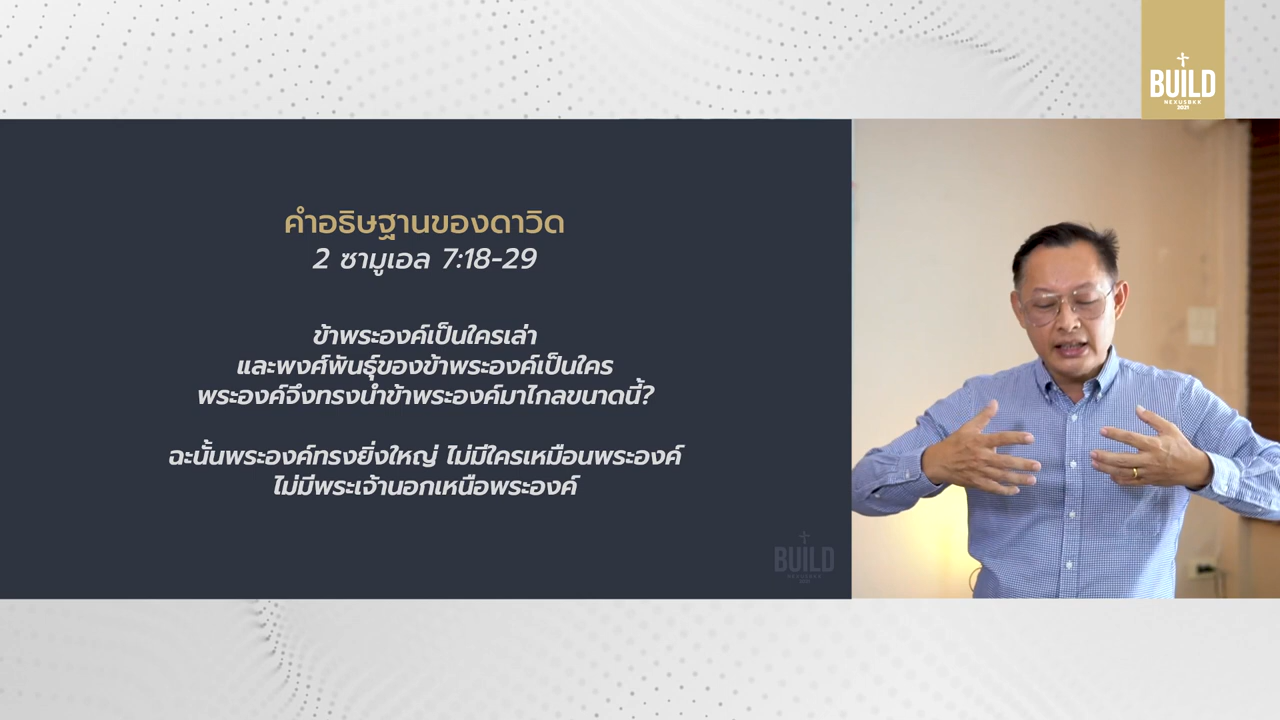 BUILD
NEXUSBKK
2021
คำอธิษฐานของดาวิด
2 ซามูเอล 7:18-29
ข้าพระองค์เป็นใครเล่า
และพงศ์พันธุ์ของข้าพระองค์เป็นใคร
พระองค์จึงทรงนำข้าพระองค์มาไกลขนาดนี้?
ฉะนั้นพระองค์ทรงยิ่งใหญ่ ไม่มีใครเหมือนพระองค์
ไม่มีพระเจ้านอกเหนือพระองค์
BUILD
NEXUSBKK
2021